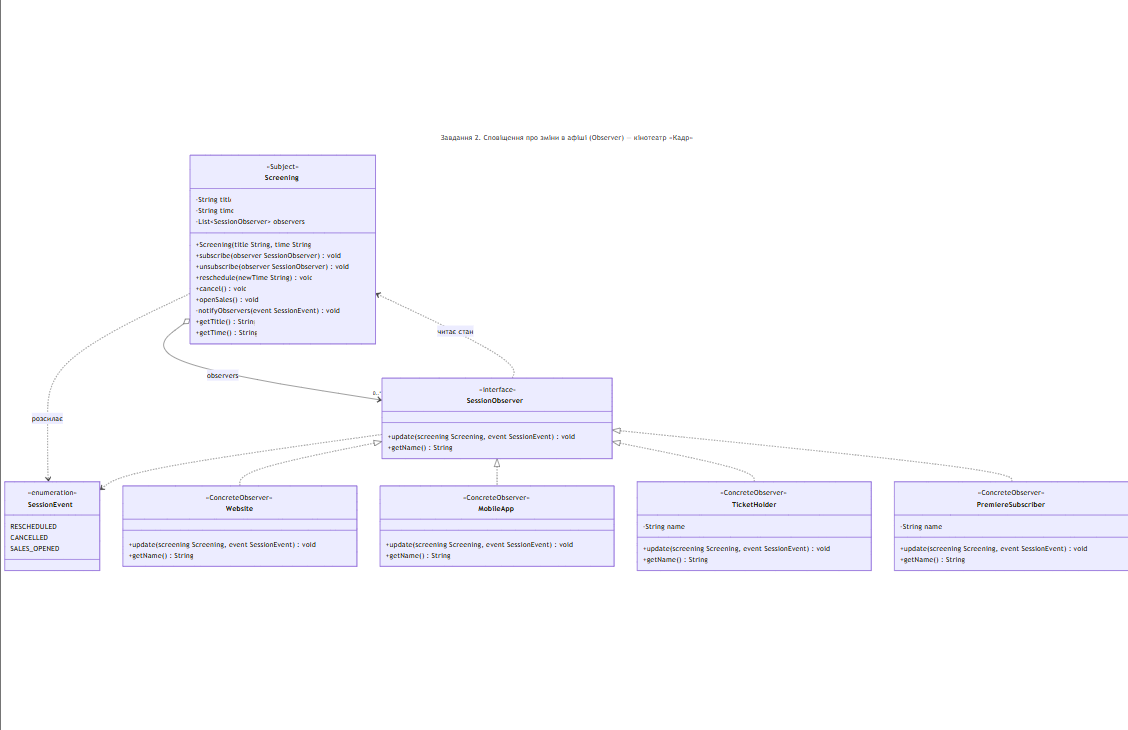 Завдання 2. Сповіщення про зміни в афіші (Observer) — кінотеатр «Кадр»
«Subject»
Screening
-String title
-String time
-List<SessionObserver> observers
+Screening(title String, time String
+subscribe(observer SessionObserver) : void
+unsubscribe(observer SessionObserver) : void
+reschedule(newTime String) : void
+cancel() : void
+openSales() : void
-notifyObservers(event SessionEvent) : void
+getTitle() : String
+getTime() : String
читає стан
observers
0..
розсилає
«interface»
SessionObserver
+update(screening Screening, event SessionEvent) : void
+getName() : String
«enumeration»
SessionEvent
RESCHEDULED
CANCELLED
SALES_OPENED
«ConcreteObserver»
Website
+update(screening Screening, event SessionEvent) : void
+getName() : String
«ConcreteObserver»
MobileApp
+update(screening Screening, event SessionEvent) : void
+getName() : String
«ConcreteObserver»
TicketHolder
-String name
+update(screening Screening, event SessionEvent) : void
+getName() : String
«ConcreteObserver»
PremiereSubscriber
-String name
+update(screening Screening, event SessionEvent) : void
+getName() : String